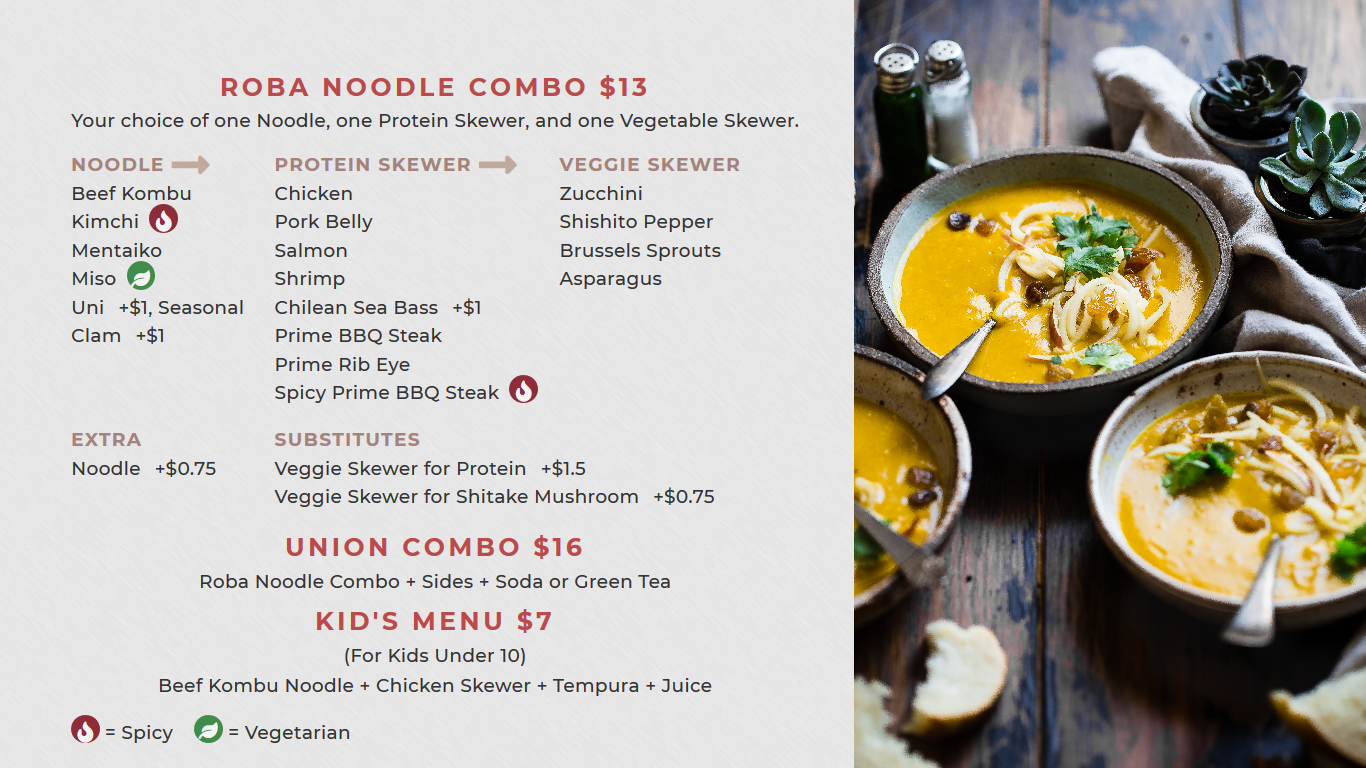 ROBA NOODLE COMBO $13
Your choice of one Noodle, one Protein Skewer, and one Vegetable Skewer.
NOODLE
Beef Kombu
Kimchi
Mentaiko
Miso
Uni +$1, Seasonal
Clam +$1
PROTEIN SKEWER
Chicken
Pork Belly
Salmon
Shrimp
Chilean Sea Bass +$1
Prime BBQ Steak
Prime Rib Eye
Spicy Prime BBQ Steak
VEGGIE SKEWER
Zucchini
Shishito Pepper
Brussels Sprouts
Asparagus
EXTRA
Noodle +$0.75
SUBSTITUTES
Veggie Skewer for Protein +$1.5
Veggie Skewer for Shitake Mushroom +$0.75
UNION COMBO $16
Roba Noodle Combo + Sides + Soda or Green Tea
KID'S MENU $7
(For Kids Under 10)
Beef Kombu Noodle + Chicken Skewer + Tempura + Juice
= Spicy = Vegetarian